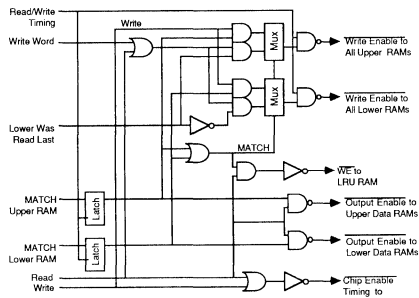 Read/Write
Timing
Write
Write Word
Mux
Write Enable to
All Upper RAMs
Mux
Write Enable to
All Lower RAMs
Lower Was
Read Last
MATCH
WE to
LRU RAM
MATCH
Upper RAM
Latch
Output Enable to
Upper Data RAMs
MATCH
Lower RAM
Latch
Output Enable to
Lower Data RAMs
Read
Write
Chip Enable
Timing to